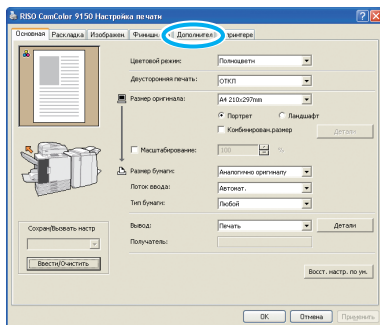 RISO ComColor 9150 Настройка печати
Основная Раскладка Изображен. Финишн. Дополнител. принтере
Цветовой режим: Полноцветн
Двусторонняя печать: ОТКЛ
Размер оригинала: A4 210x297mm
Портрет Ландшафт
Комбинирован.размер Детали
Масштабирование: 100 %
Размер бумаги: Аналогично оригиналу
Поток ввода: Автомат.
Тип бумаги: Любой
Сохран/Вызвать настр
Вывод: Печать Детали
Получатель:
Ввести/Очистить
Восст. настр. по ум.
OK Отмена Применить